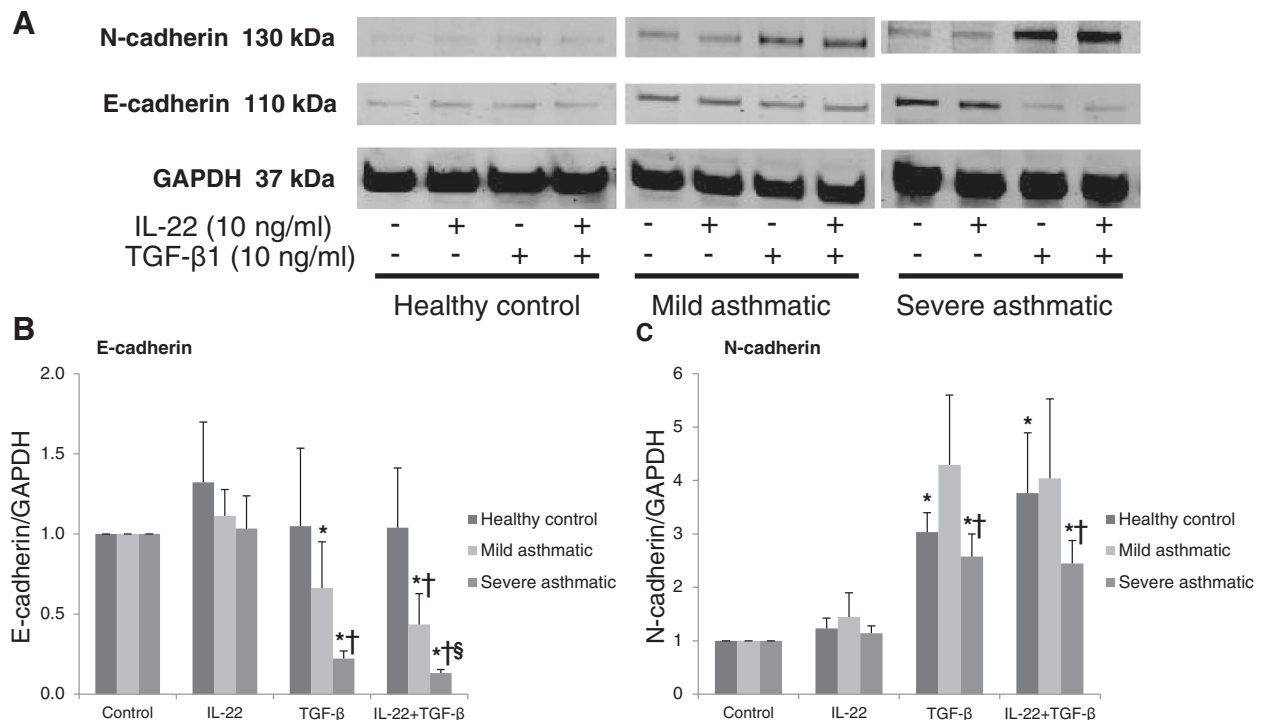 A
N-cadherin 130 kDa
E-cadherin 110 kDa
GAPDH 37 kDa
IL-22 (10 ng/ml) - + - + - + - + - + - +
TGF-β1 (10 ng/ml) - - + + - - + + - - + +
Healthy control Mild asthmatic Severe asthmatic
B
E-cadherin
E-cadherin/GAPDH
2.0
1.5
1.0
0.5
0.0
*
*†
*†
*†§
Control IL-22 TGF-β IL-22+TGF-β
Healthy control
Mild asthmatic
Severe asthmatic
C
N-cadherin
N-cadherin/GAPDH
6
5
4
3
2
1
0
*
*†
*
*†
Control IL-22 TGF-β IL-22+TGF-β
Healthy control
Mild asthmatic
Severe asthmatic